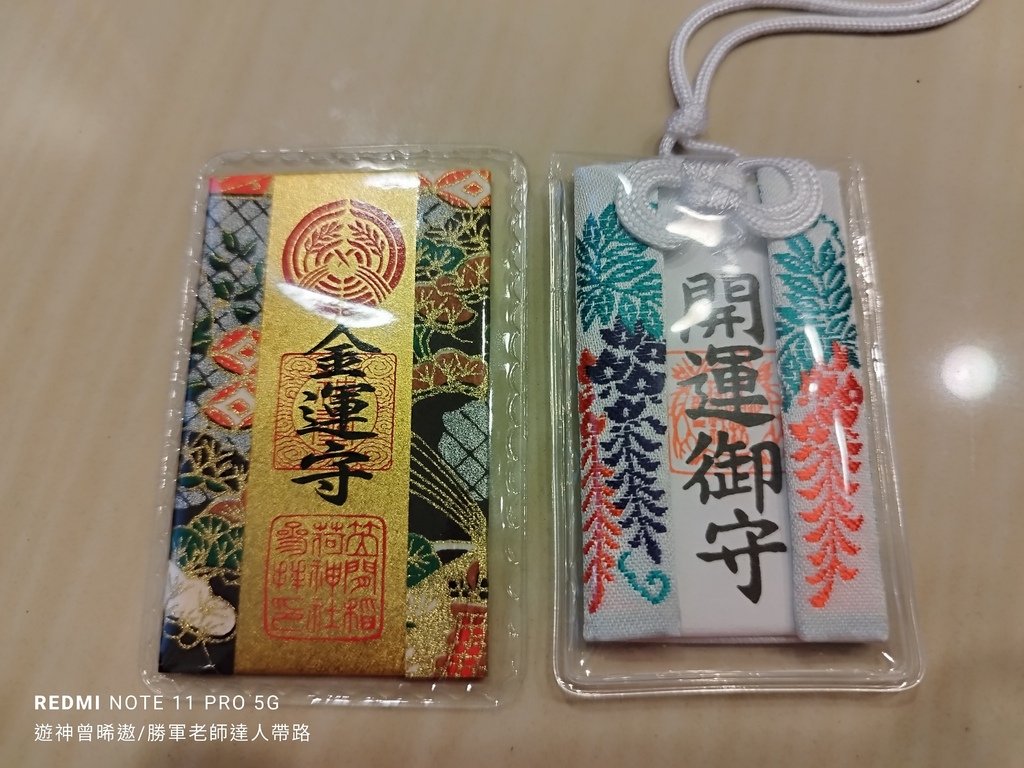 金運守
笠間稻
荷神社
開運御守
REDMI NOTE 11 PRO 5G
遊神曾晞遨/勝軍老師達人帶路